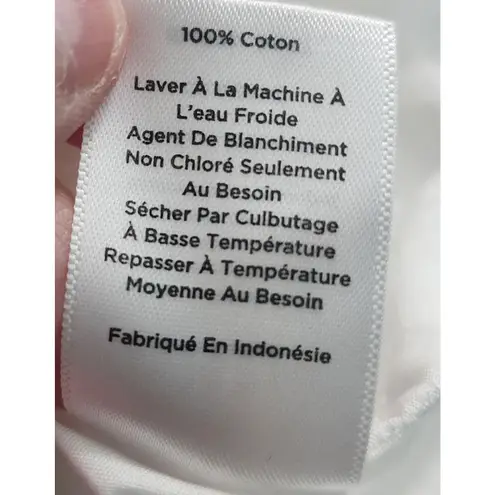 100% Coton
Laver À La Machine À
L'eau Froide
Agent De Blanchiment
Non Chloré Seulement
Au Besoin
Sécher Par Culbutage
À Basse Température
Repasser À Température
Moyenne Au Besoin
Fabriqué En Indonésie